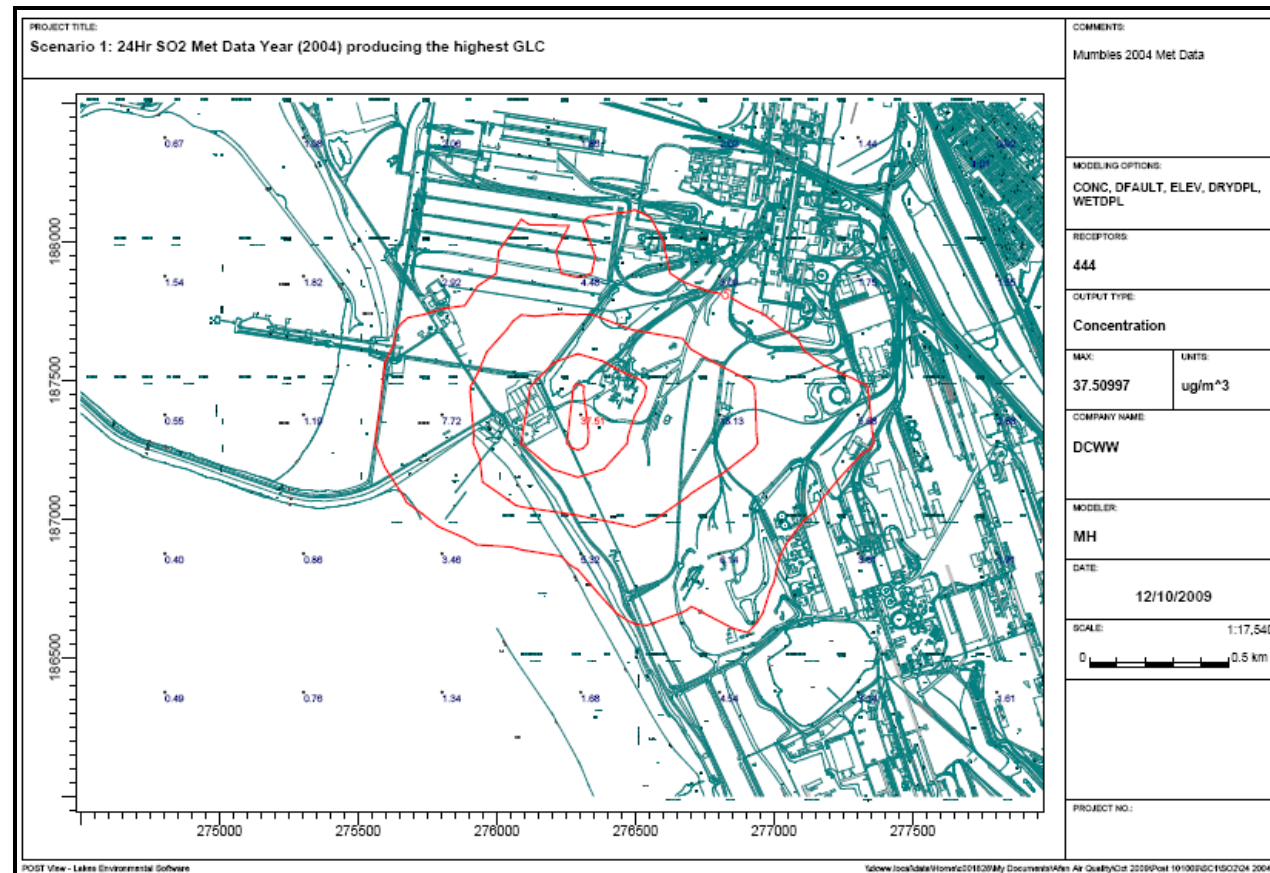 PROJECT TITLE:
Scenario 1: 24Hr SO2 Met Data Year (2004) producing the highest GLC
COMMENTS:
Mumbles 2004 Met Data
MODELING OPTIONS:
CONC, DFAULT, ELEV, DRYDPL,
WETDPL
RECEPTORS:
444
OUTPUT TYPE:
Concentration
MAX: UNITS:
37.50997 ug/m^3
COMPANY NAME:
DCWW
MODELER:
MH
DATE:
12/10/2009
SCALE: 1:17,540
0 0.5 km
PROJECT NO.:
188000
187500
187000
186500
0.67 1.44
1.54 1.82 2.92 4.48 1.75
0.55 1.19 7.72 37.51
0.40 0.86 3.46 5.32
0.49 0.76 1.34 1.68 4.54 1.61
275000 275500 276000 276500 277000 277500
POST View - Lakes Environmental Software